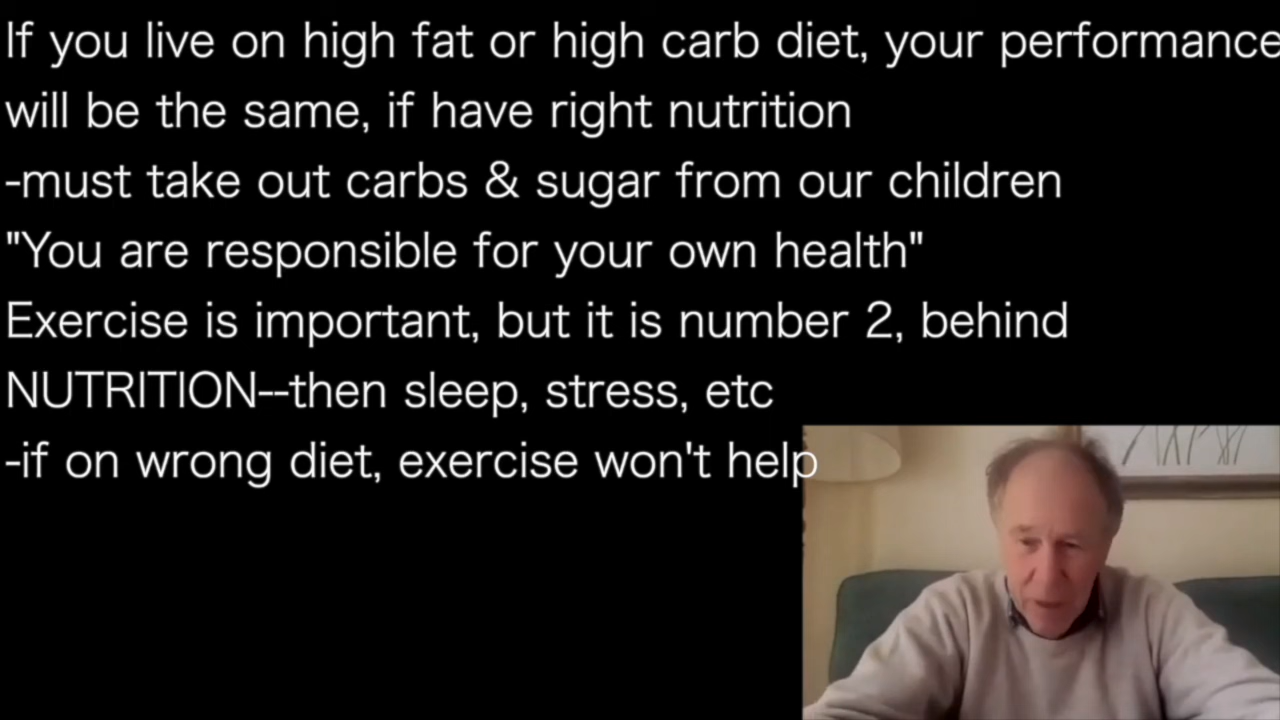 If you live on high fat or high carb diet, your performance
will be the same, if have right nutrition
-must take out carbs & sugar from our children
"You are responsible for your own health"
Exercise is important, but it is number 2, behind
NUTRITION--then sleep, stress, etc
-if on wrong diet, exercise won't help